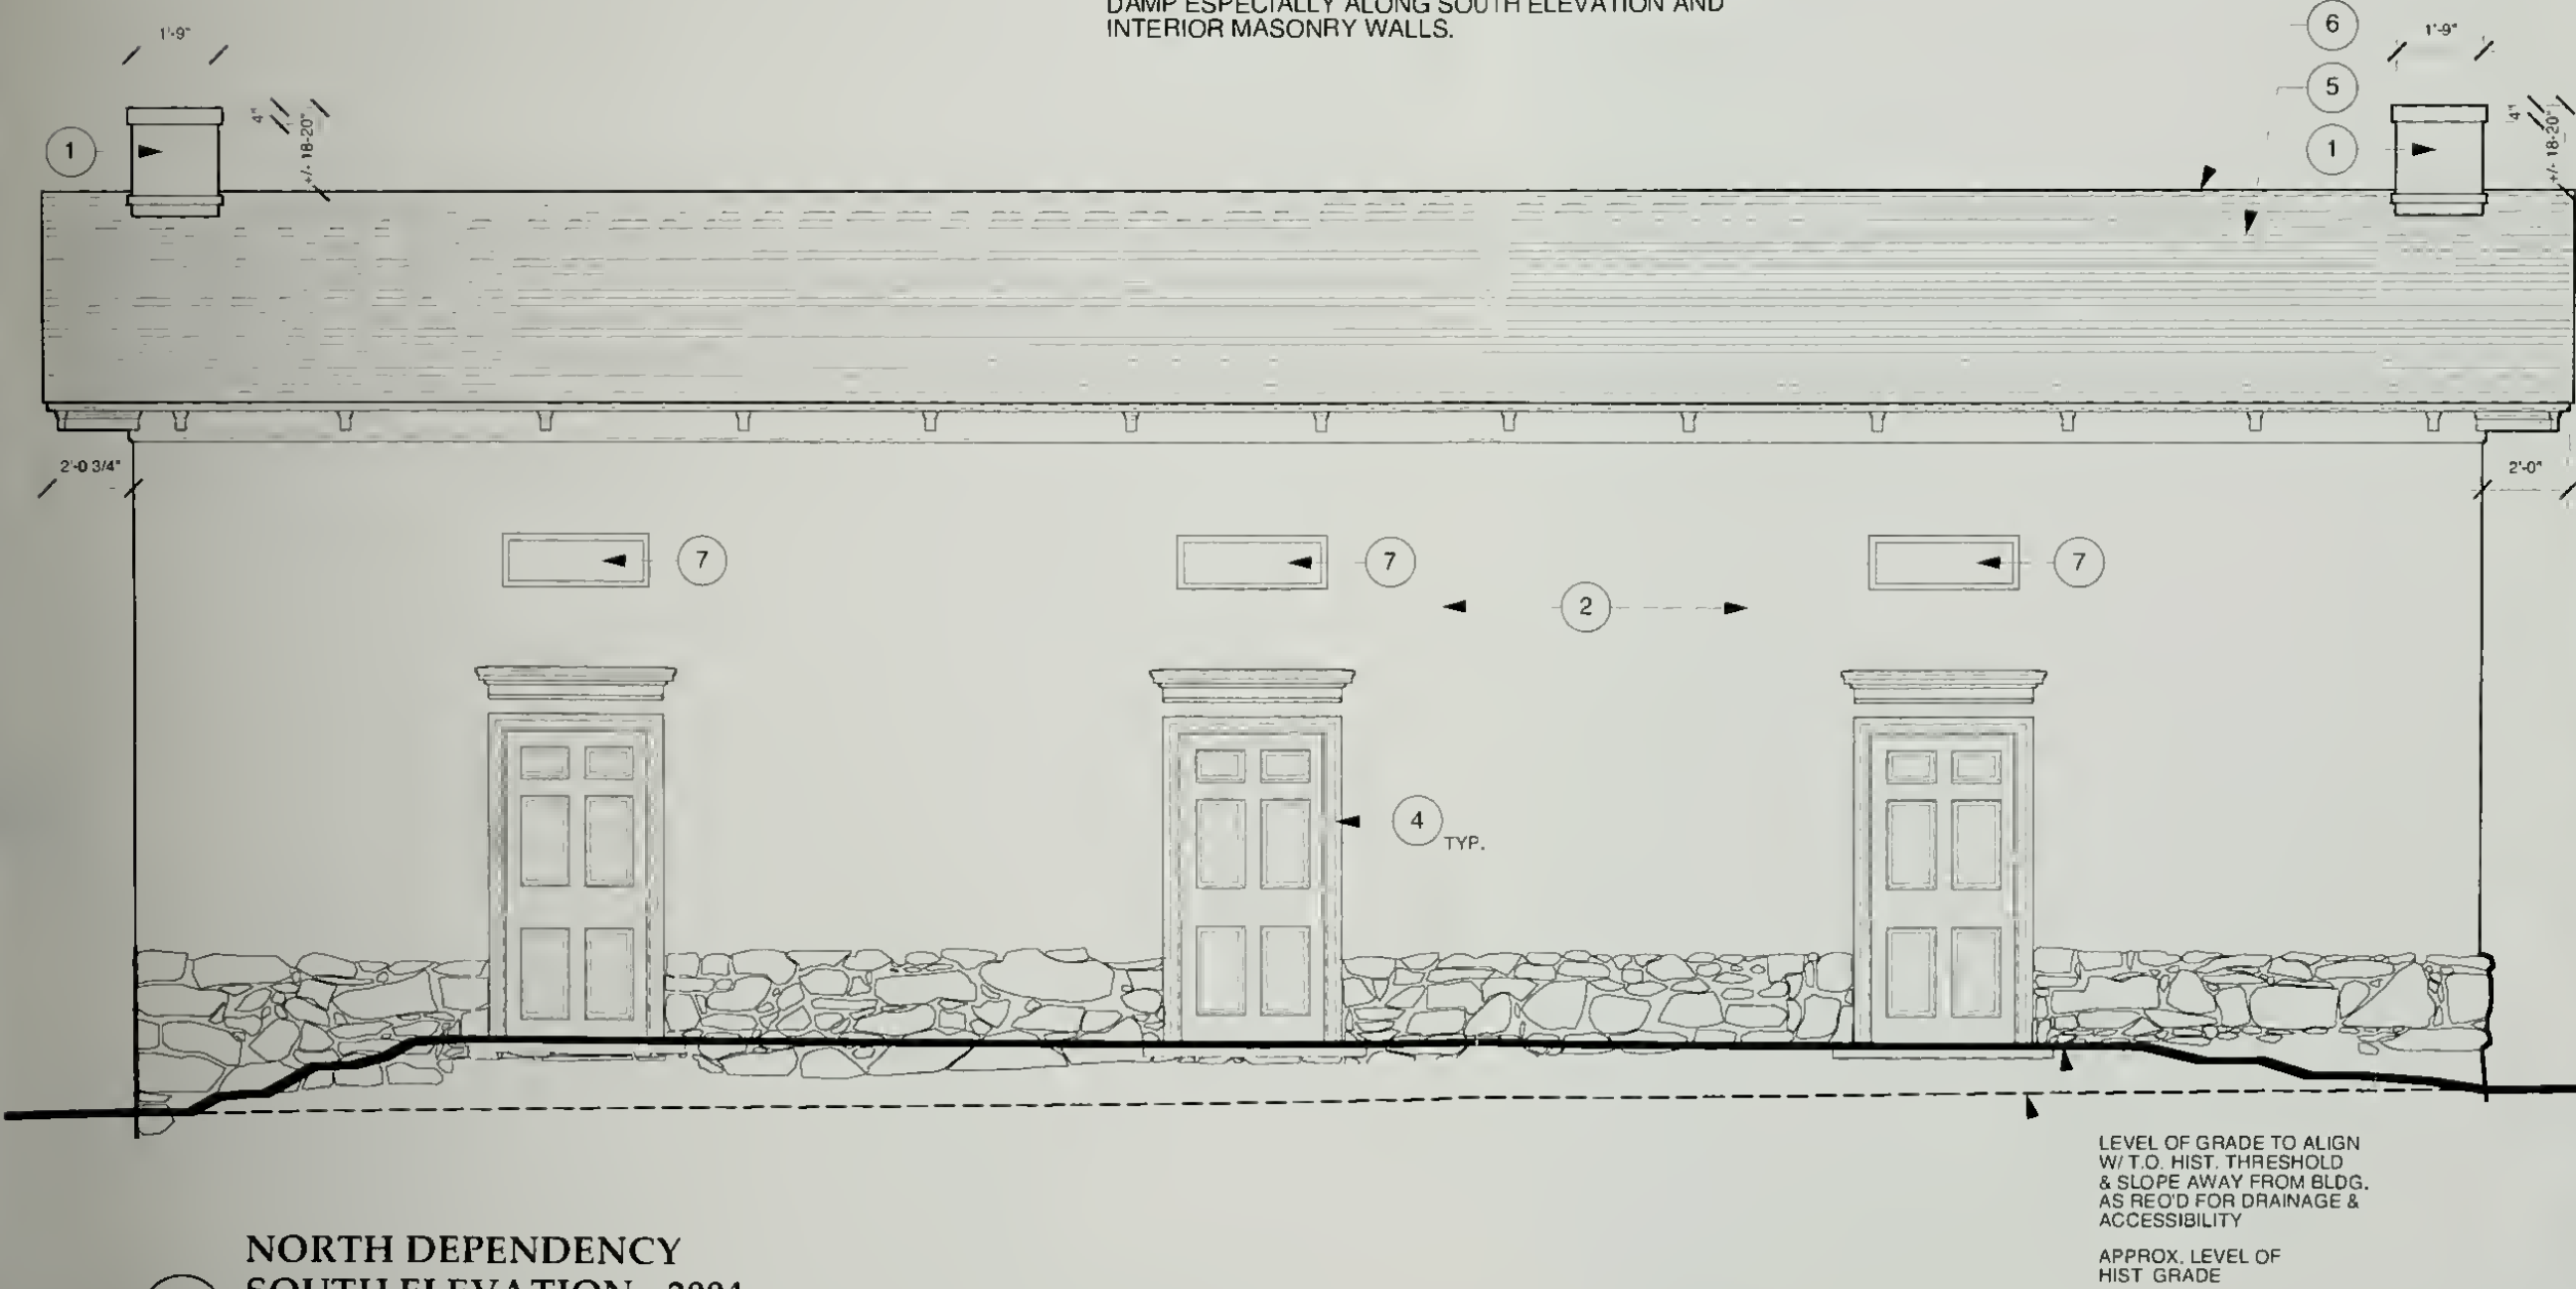 DAMP ESPECIALLY ALONG SOUTH ELEVATION AND
INTERIOR MASONRY WALLS.
1'-9"
6
1'-9"
5
4"
+/- 18-20"
1
1
4"
+/- 18-20"
2'-0 3/4"
2'-0"
7
7
7
2
4
TYP.
LEVEL OF GRADE TO ALIGN
W/ T.O. HIST. THRESHOLD
& SLOPE AWAY FROM BLDG.
AS REO'D FOR DRAINAGE &
ACCESSIBILITY
APPROX. LEVEL OF
HIST GRADE
NORTH DEPENDENCY
SOUTH ELEVATION